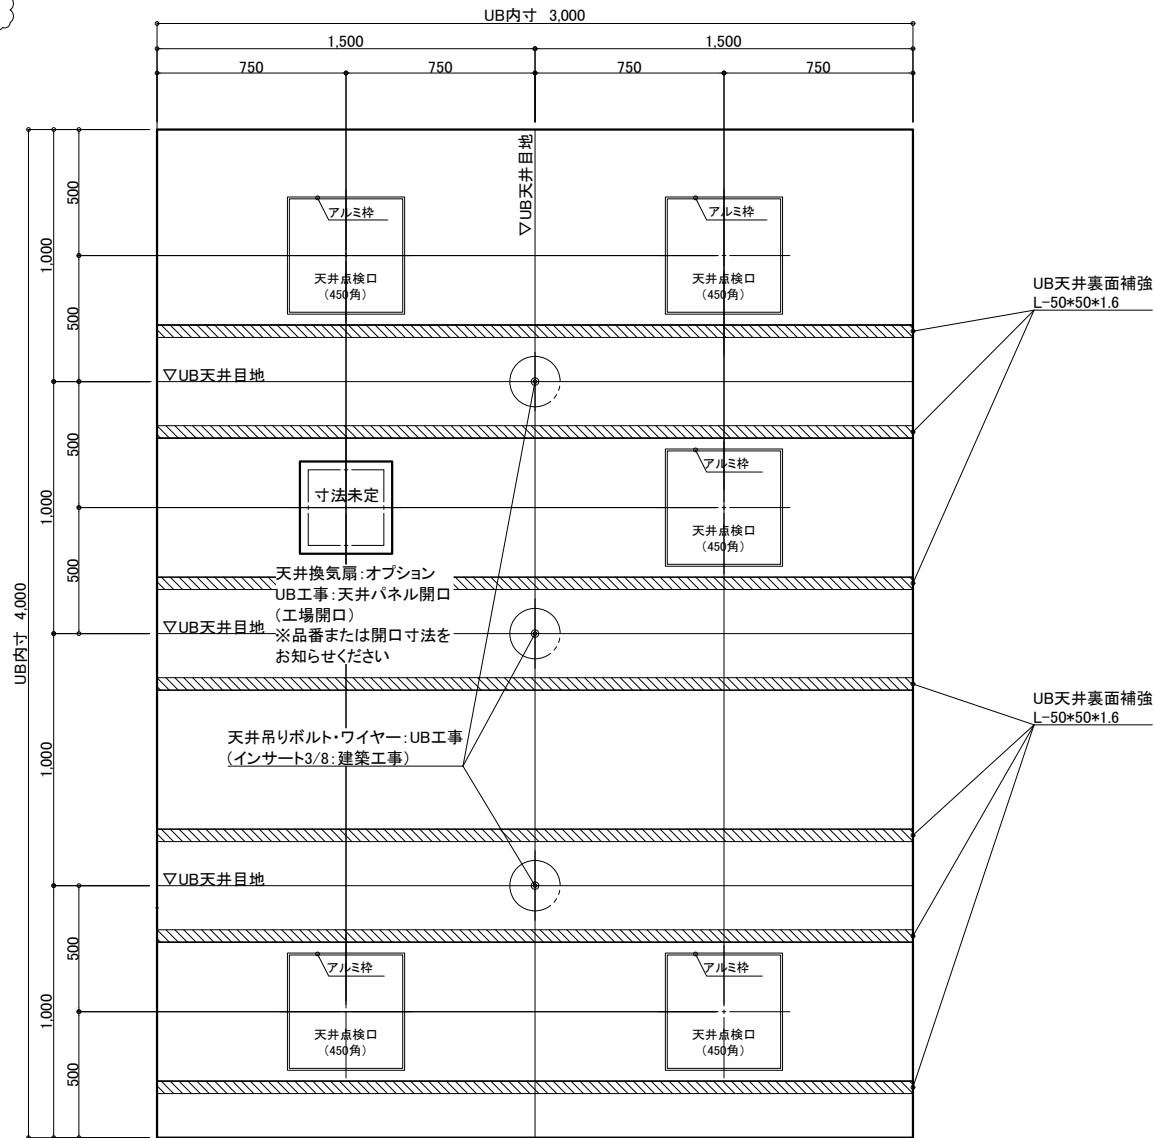 UB内寸 3,000
1,500
1,500
750
750
750
750
UB内寸 4,000
1,000
1,000
1,000
1,000
500
500
500
500
500
500
▽UB天井目地
アルミ枠
天井点検口
(450角)
アルミ枠
天井点検口
(450角)
UB天井裏面補強
L-50*50*1.6
▽UB天井目地
寸法未定
アルミ枠
天井点検口
(450角)
天井換気扇:オプション
UB工事:天井パネル開口
(工場開口)
※品番または開口寸法を
お知らせください
▽UB天井目地
UB天井裏面補強
L-50*50*1.6
天井吊りボルト・ワイヤー:UB工事
(インサート3/8:建築工事)
▽UB天井目地
アルミ枠
天井点検口
(450角)
アルミ枠
天井点検口
(450角)